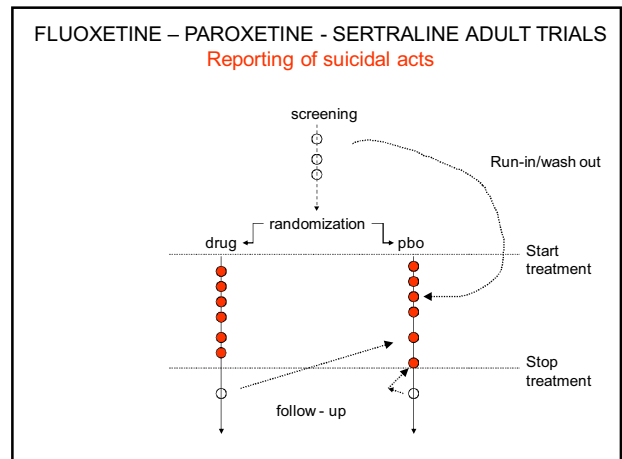 FLUOXETINE – PAROXETINE - SERTRALINE ADULT TRIALS
Reporting of suicidal acts
screening
Run-in/wash out
randomization
drug
pbo
Start
treatment
Stop
treatment
follow - up